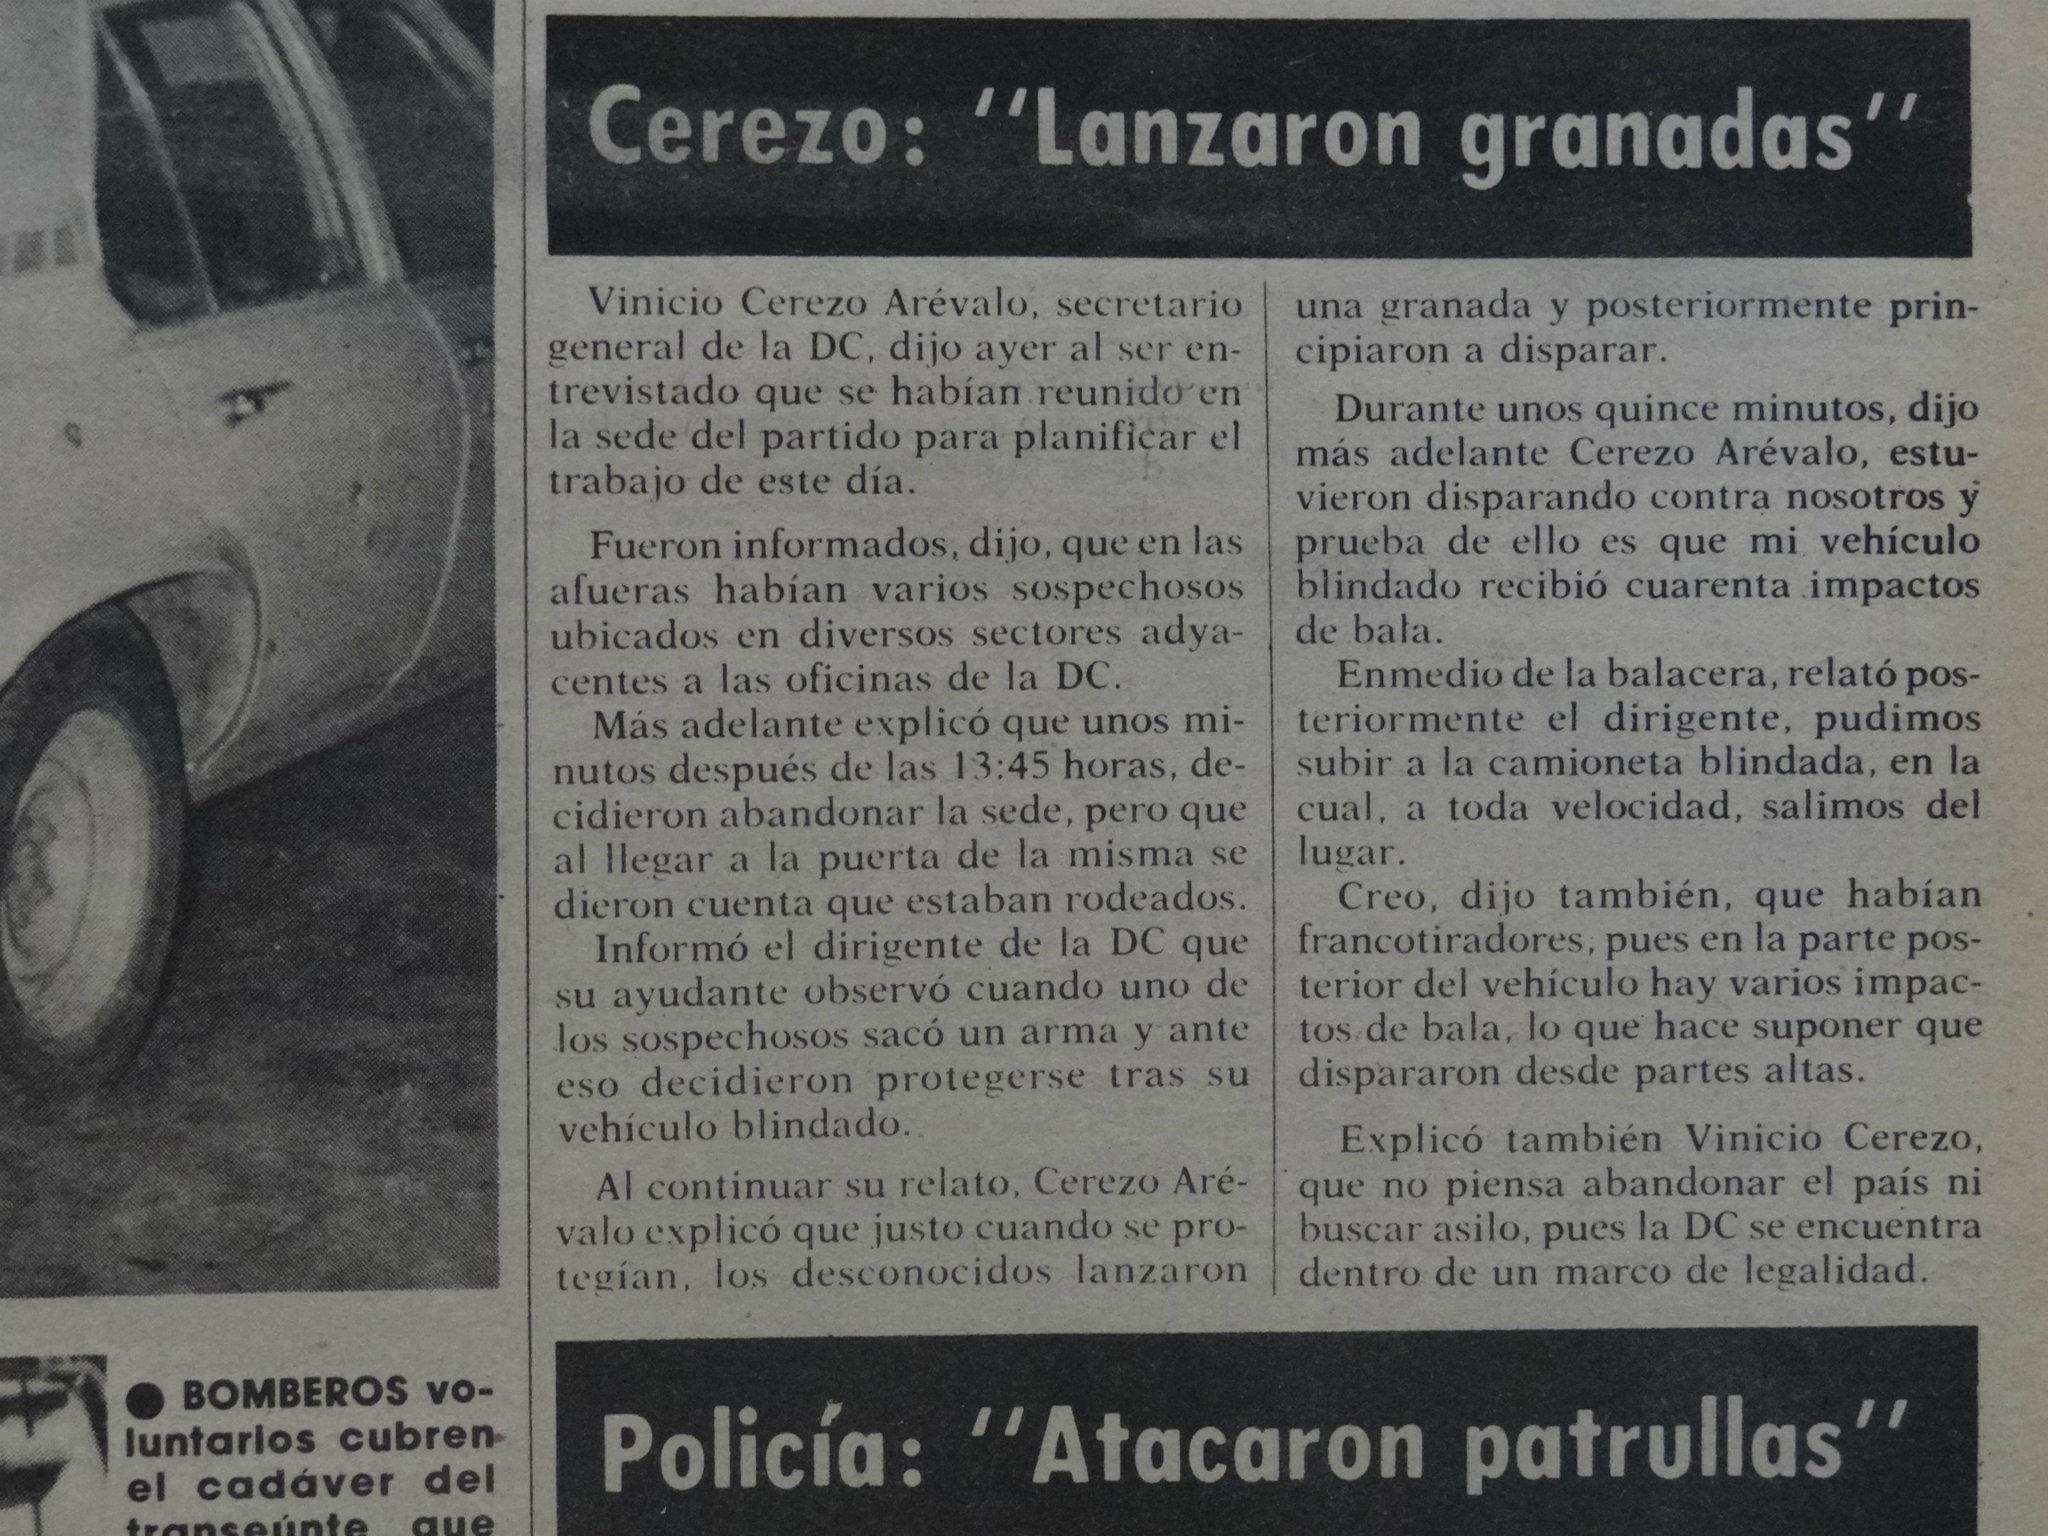 Cerezo: "Lanzaron granadas"
Vinicio Cerezo Arévalo, secretario
general de la DC, dijo ayer al ser en-
trevistado que se habían reunido en
la sede del partido para planificar el
trabajo de este día.
Fueron informados, dijo, que en las
afueras habían varios sospechosos
ubicados en diversos sectores adya-
centes a las oficinas de la DC.
Más adelante explicó que unos mi-
nutos después de las 13:45 horas, de-
cidieron abandonar la sede, pero que
al llegar a la puerta de la misma se
dieron cuenta que estaban rodeados.
Informó el dirigente de la DC que
su ayudante observó cuando uno de
los sospechosos sacó un arma y ante
eso decidieron protegerse tras su
vehículo blindado.
Al continuar su relato, Cerezo Aré-
valo explicó que justo cuando se pro-
tegían, los desconocidos lanzaron
una granada y posteriormente prin-
cipiaron a disparar.
Durante unos quince minutos, dijo
más adelante Cerezo Arévalo, estu-
vieron disparando contra nosotros y
prueba de ello es que mi vehículo
blindado recibió cuarenta impactos
de bala.
Enmedio de la balacera, relató pos-
teriormente el dirigente, pudimos
subir a la camioneta blindada, en la
cual, a toda velocidad, salimos del
lugar.
Creo, dijo también, que habían
francotiradores, pues en la parte pos-
terior del vehículo hay varios impac-
tos de bala, lo que hace suponer que
dispararon desde partes altas.
Explicó también Vinicio Cerezo,
que no piensa abandonar el país ni
buscar asilo, pues la DC se encuentra
dentro de un marco de legalidad.
● BOMBEROS vo-
luntarios cubren
el cadáver del
transeúnte que
Policía: "Atacaron patrullas"